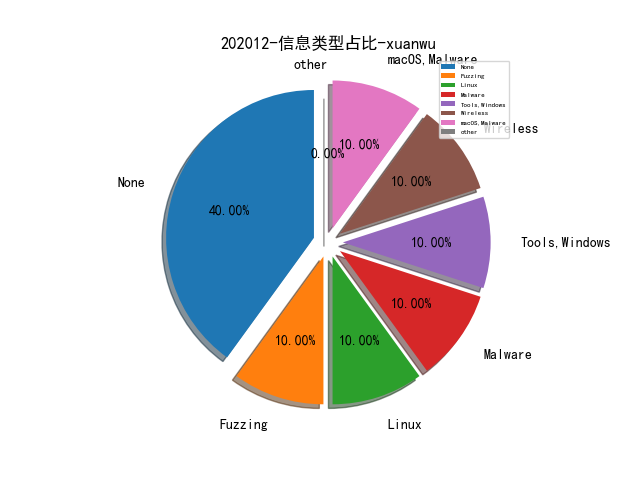 202012-信息类型占比-xuanwu
other
macOS,Malware
None
Fuzzing
Linux
Malware
Tools,Windows
Wireless
macOS,Malware
other
Wireless
None
0.00%
10.00%
10.00%
40.00%
10.00%
Tools,Windows
10.00%
10.00%
10.00%
Malware
Fuzzing
Linux